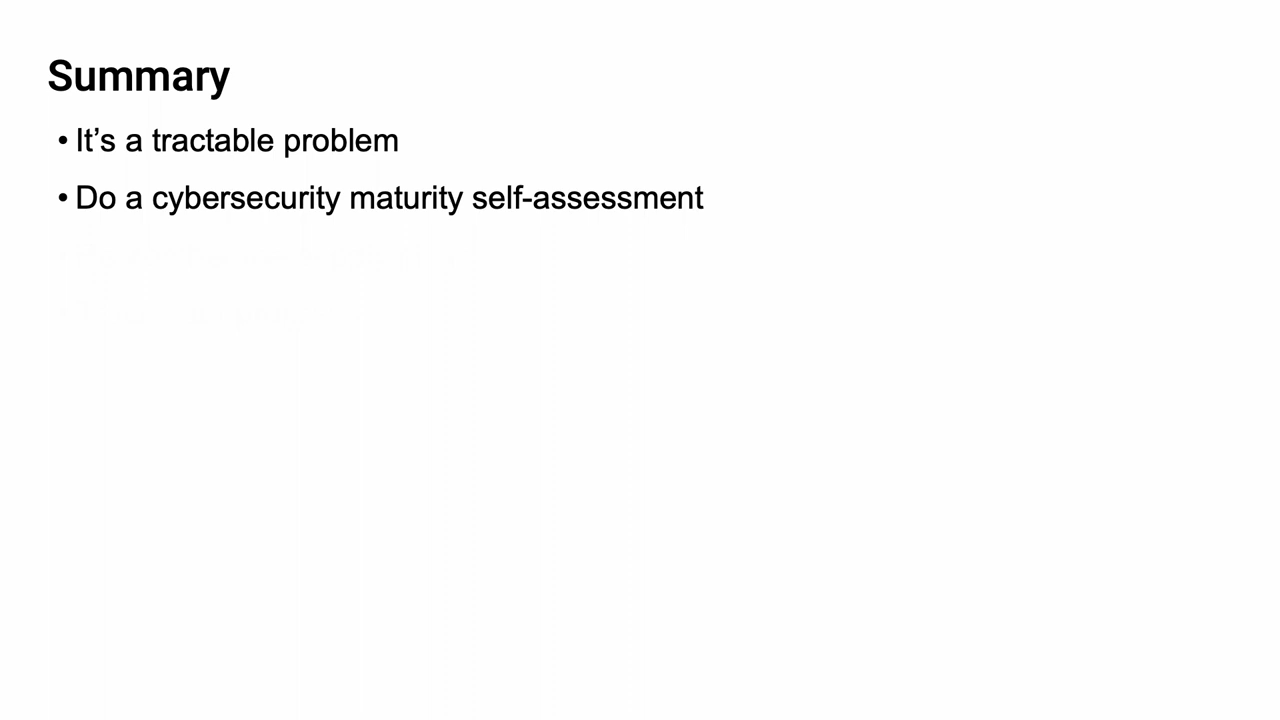 Summary
• It's a tractable problem
• Do a cybersecurity maturity self-assessment